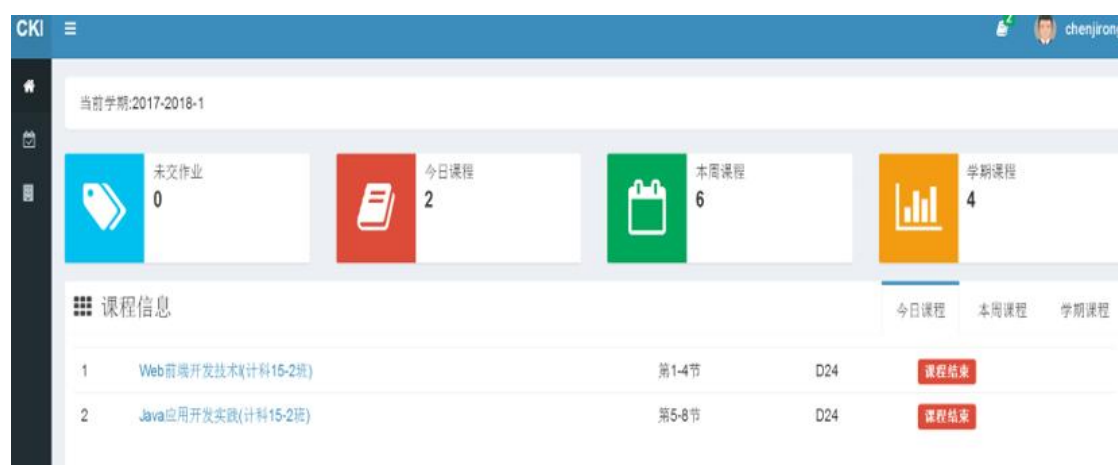 CKI
2
chenjirong
当前学期:2017-2018-1
未交作业
0
今日课程
2
本周课程
6
学期课程
4
课程信息
今日课程 本周课程 学期课程
1 Web前端开发技术Ⅰ(计科15-2班) 第1-4节 D24 课程结束
2 Java应用开发实践(计科15-2班) 第5-8节 D24 课程结束